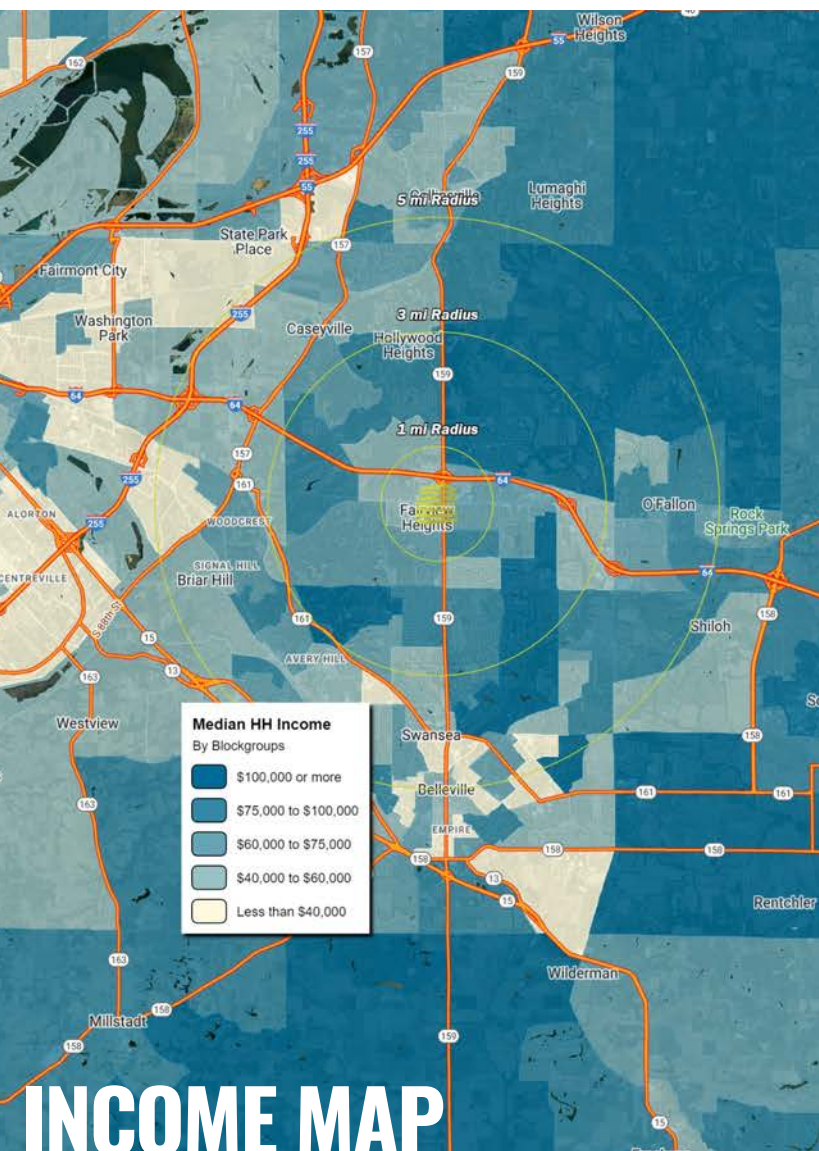 Wilson
Heights
55
157
162
159
255
255
55
5 mi Radius
Lumaghi
Heights
State Park
Place
157
Fairmont City
255
3 mi Radius
Washington
Park
Caseyville
Hollywood
Heights
159
64
64
1 mi Radius
157
64
255
161
Fairview
Heights
O'Fallon
Rock
Springs Park
ALORTON
255
WOODCREST
CENTREVILLE
SIGNAL HILL
Briar Hill
64
S 88th St
161
159
158
Shiloh
15
AVERY HILL
13
163
Westview
Swansea
158
Median HH Income
By Blockgroups
$100,000 or more
$75,000 to $100,000
$60,000 to $75,000
$40,000 to $60,000
Less than $40,000
Belleville
161
161
163
EMPIRE
158
158
158
13
15
Rentchler
163
Wilderman
Millstadt
158
158
159
15
INCOME MAP